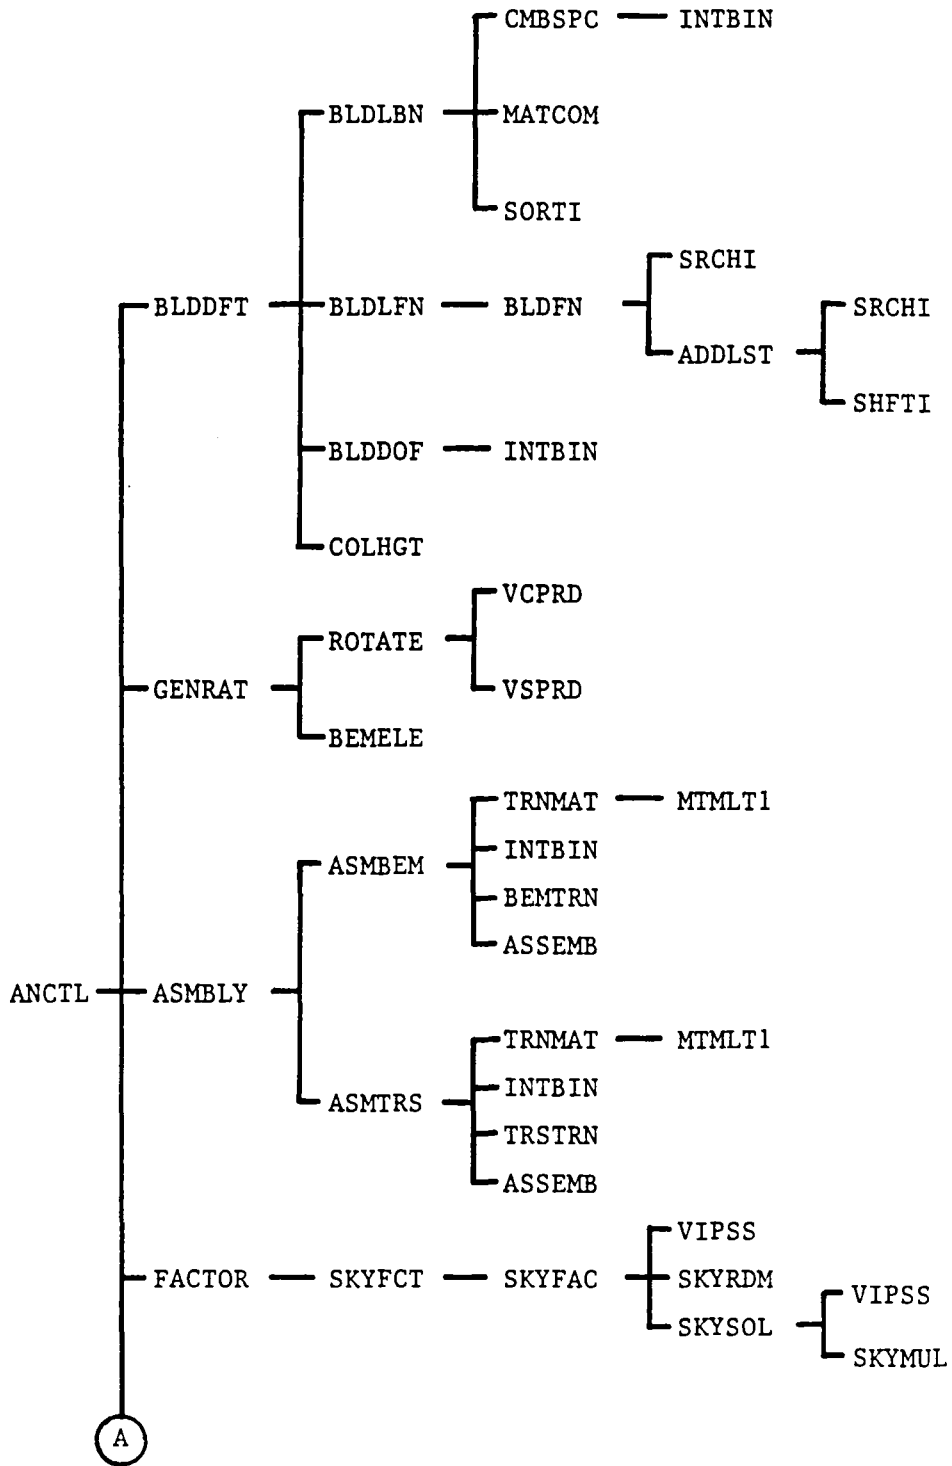 CMBSPC INTBIN
BLDLBN MATCOM
SORTI
SRCHI
BLDDFT BLDLFN BLDFN SRCHI
ADDLST
SHFTI
BLDDOF INTBIN
COLHGT
VCPRD
ROTATE
GENRAT VSPRD
BEMELE
TRNMAT MTMLT1
INTBIN
ASMBEM
BEMTRN
ASSEMB
ANCTL ASMBLY
TRNMAT MTMLT1
INTBIN
ASMTRS
TRSTRN
ASSEMB
VIPSS
FACTOR SKYFCT SKYFAC SKYRDM
VIPSS
SKYSOL
SKYMUL
A